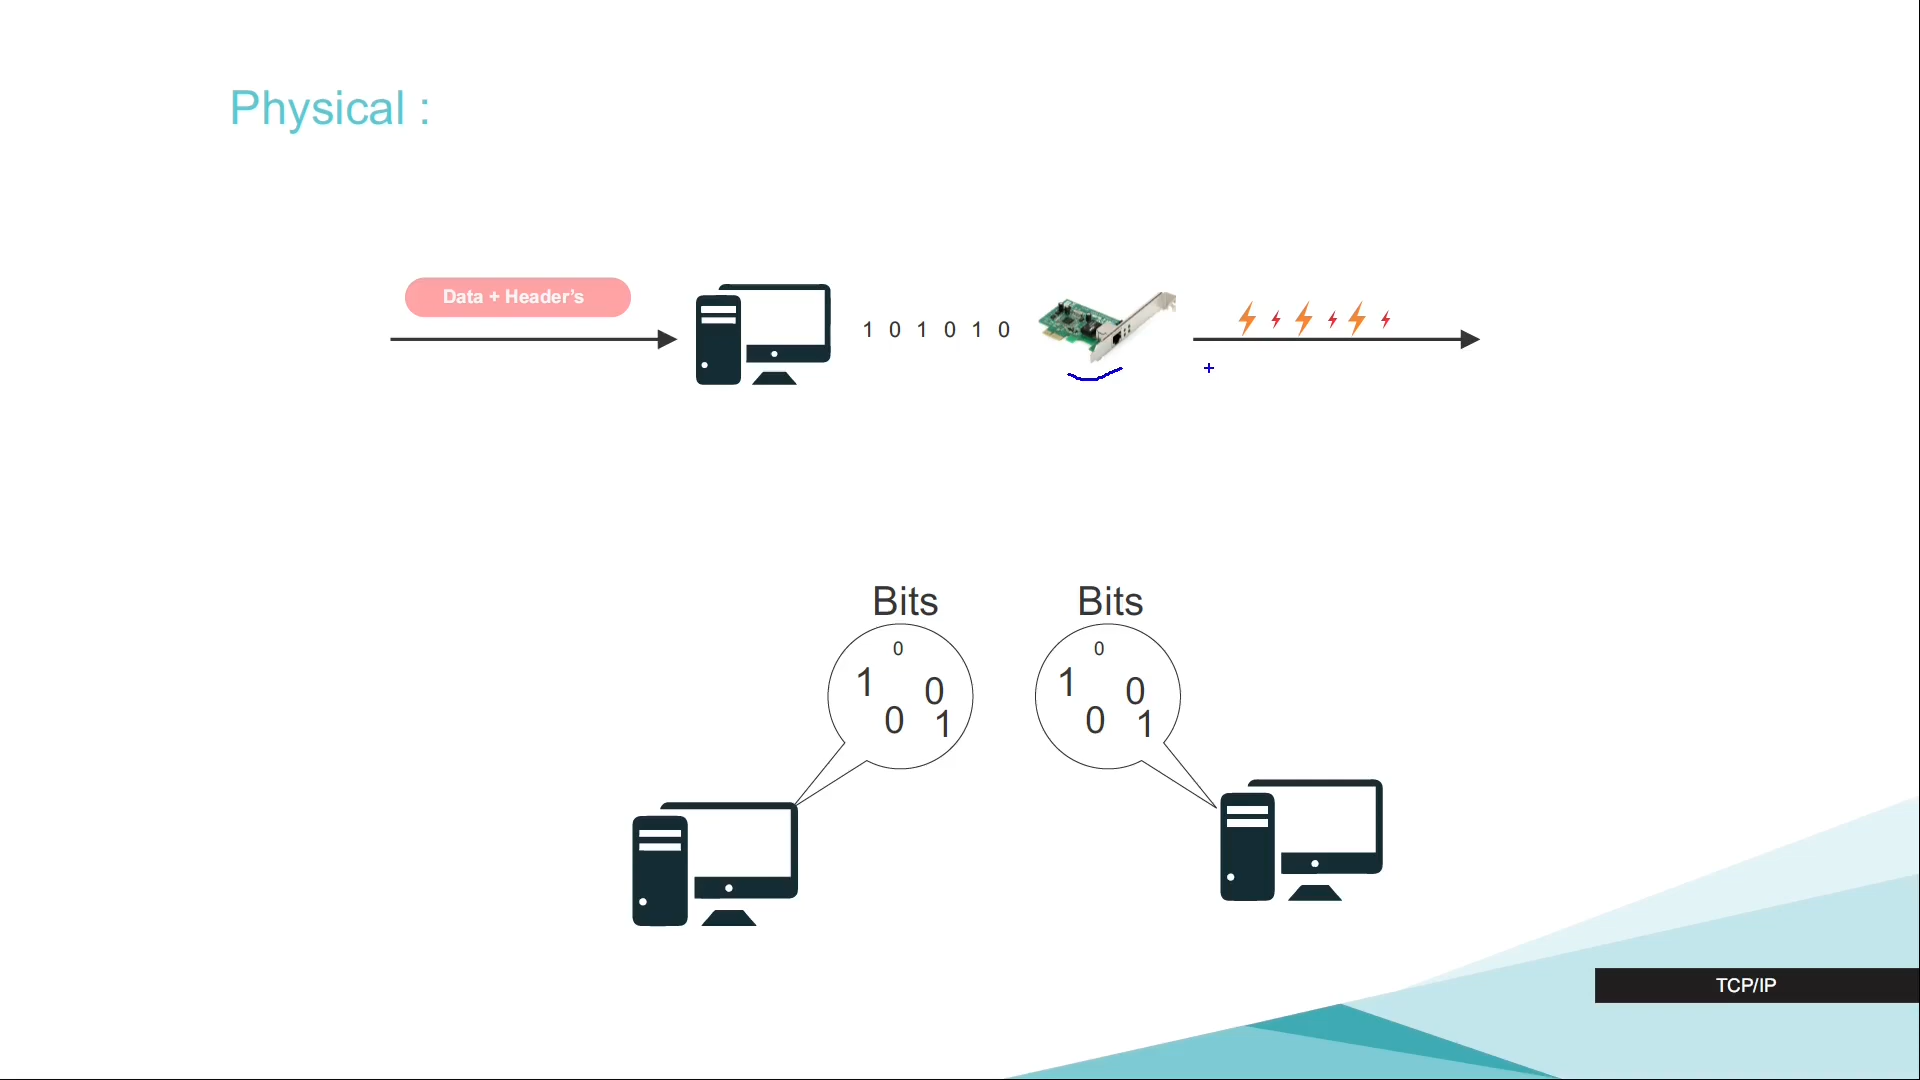 Physical :
Data + Header's
1 0 1 0 1 0
Bits
0
1 0
0 1
Bits
0
1 0
0 1
TCP/IP